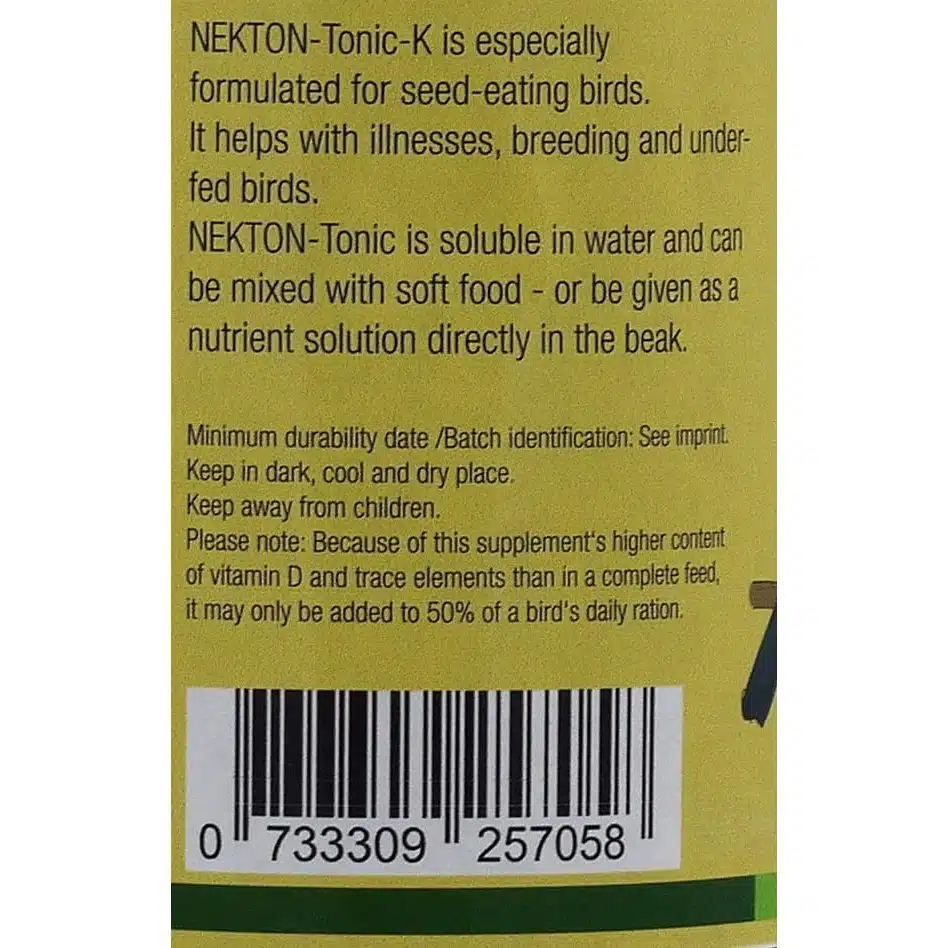 NEKTON-Tonic-K is especially
formulated for seed-eating birds.
It helps with illnesses, breeding and under-
fed birds.
NEKTON-Tonic is soluble in water and can
be mixed with soft food - or be given as a
nutrient solution directly in the beak.
Minimum durability date /Batch identification: See imprint.
Keep in dark, cool and dry place.
Keep away from children.
Please note: Because of this supplement's higher content
of vitamin D and trace elements than in a complete feed,
it may only be added to 50% of a bird's daily ration.
0 733309 257058